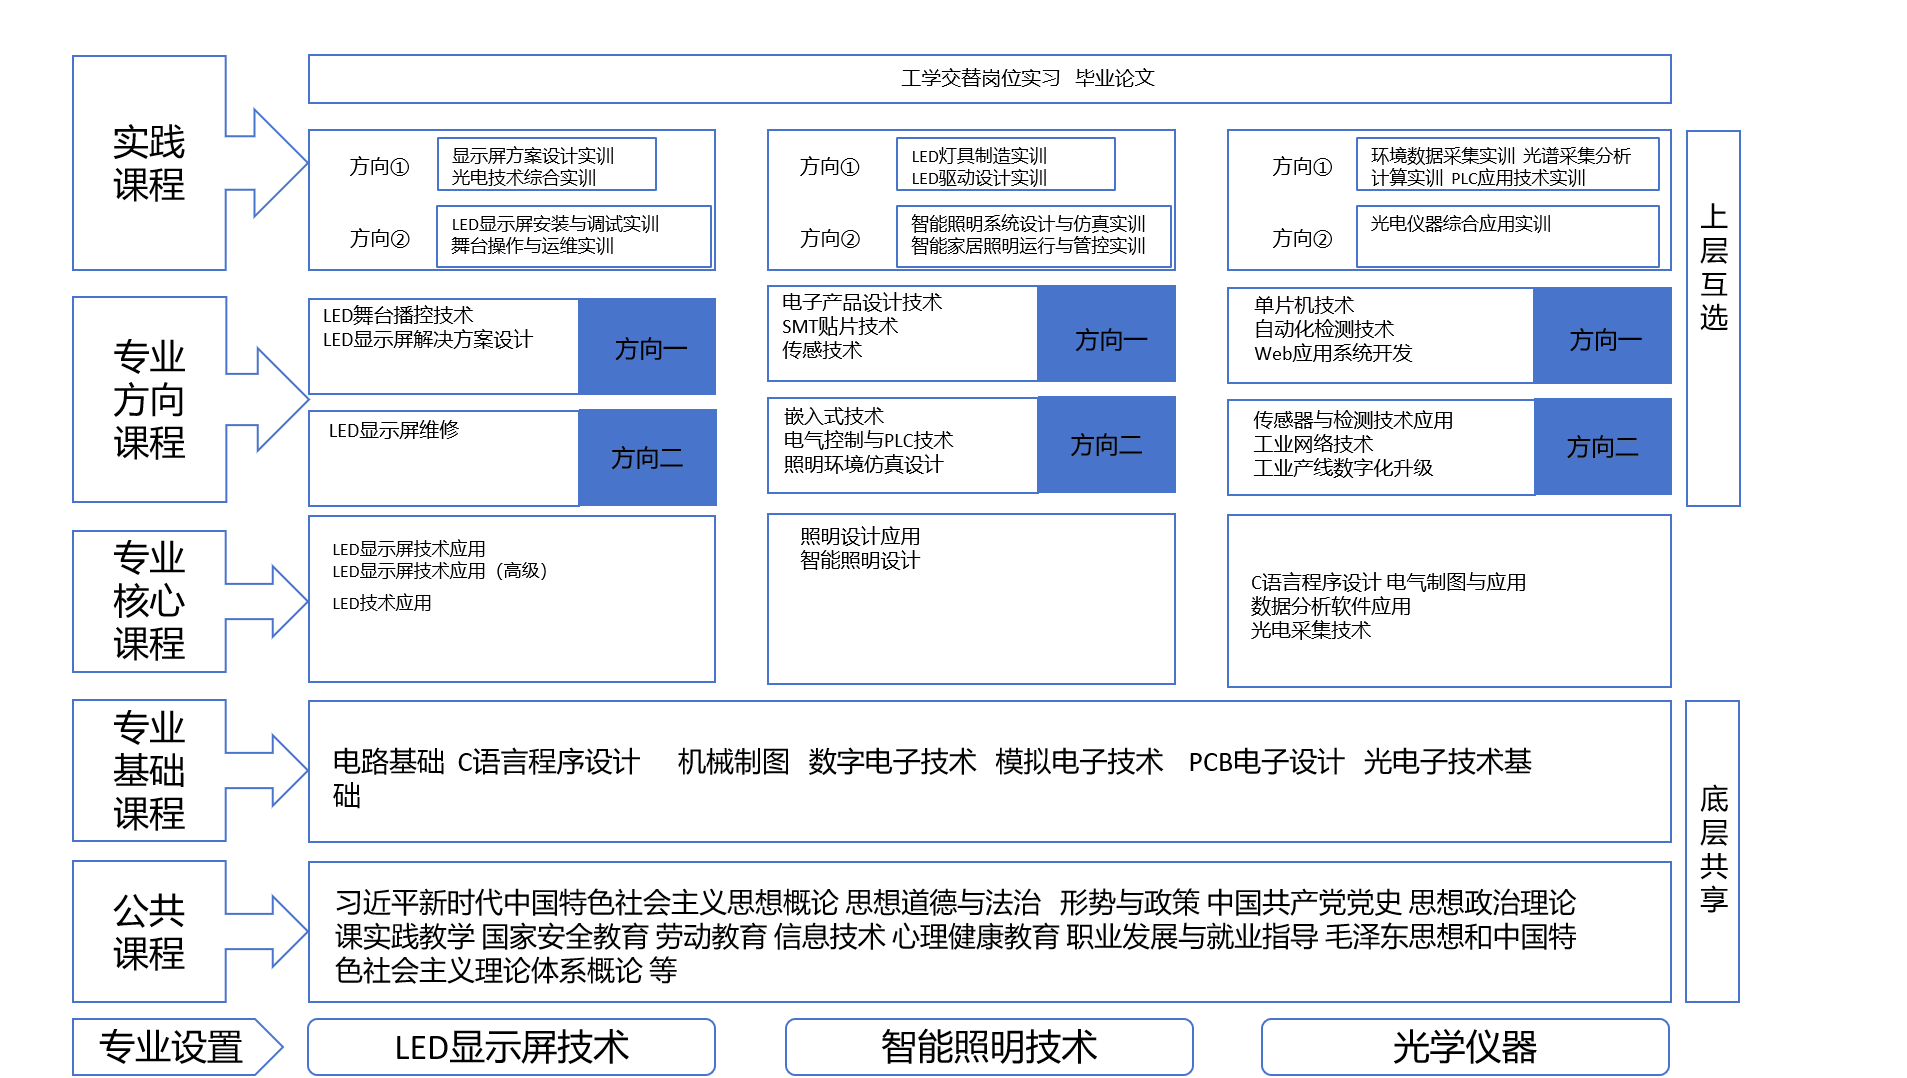 实践
课程
工学交替岗位实习 毕业论文
方向①
显示屏方案设计实训
光电技术综合实训
方向②
LED显示屏安装与调试实训
舞台操作与运维实训
方向①
LED灯具制造实训
LED驱动设计实训
方向②
智能照明系统设计与仿真实训
智能家居照明运行与管控实训
方向①
环境数据采集实训 光谱采集分析
计算实训 PLC应用技术实训
方向②
光电仪器综合应用实训
上
层
互
选
专业
方向
课程
LED舞台播控技术
LED显示屏解决方案设计
方向一
LED显示屏维修
方向二
电子产品设计技术
SMT贴片技术
传感技术
方向一
嵌入式技术
电气控制与PLC技术
照明环境仿真设计
方向二
单片机技术
自动化检测技术
Web应用系统开发
方向一
传感器与检测技术应用
工业网络技术
工业产线数字化升级
方向二
专业
核心
课程
LED显示屏技术应用
LED显示屏技术应用（高级）
LED技术应用
照明设计应用
智能照明设计
C语言程序设计 电气制图与应用
数据分析软件应用
光电采集技术
专业
基础
课程
电路基础 C语言程序设计 机械制图 数字电子技术 模拟电子技术 PCB电子设计 光电子技术基
础
底
层
共
享
公共
课程
习近平新时代中国特色社会主义思想概论 思想道德与法治 形势与政策 中国共产党党史 思想政治理论
课实践教学 国家安全教育 劳动教育 信息技术 心理健康教育 职业发展与就业指导 毛泽东思想和中国特
色社会主义理论体系概论 等
专业设置
LED显示屏技术
智能照明技术
光学仪器